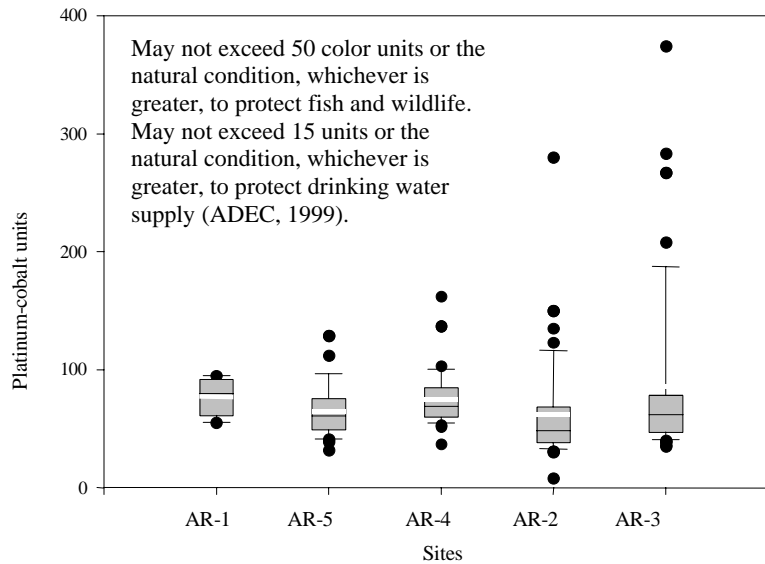 400
300
200
100
0
Platinum-cobalt units
May not exceed 50 color units or the
natural condition, whichever is
greater, to protect fish and wildlife.
May not exceed 15 units or the
natural condition, whichever is
greater, to protect drinking water
supply (ADEC, 1999).
AR-1 AR-5 AR-4 AR-2 AR-3
Sites